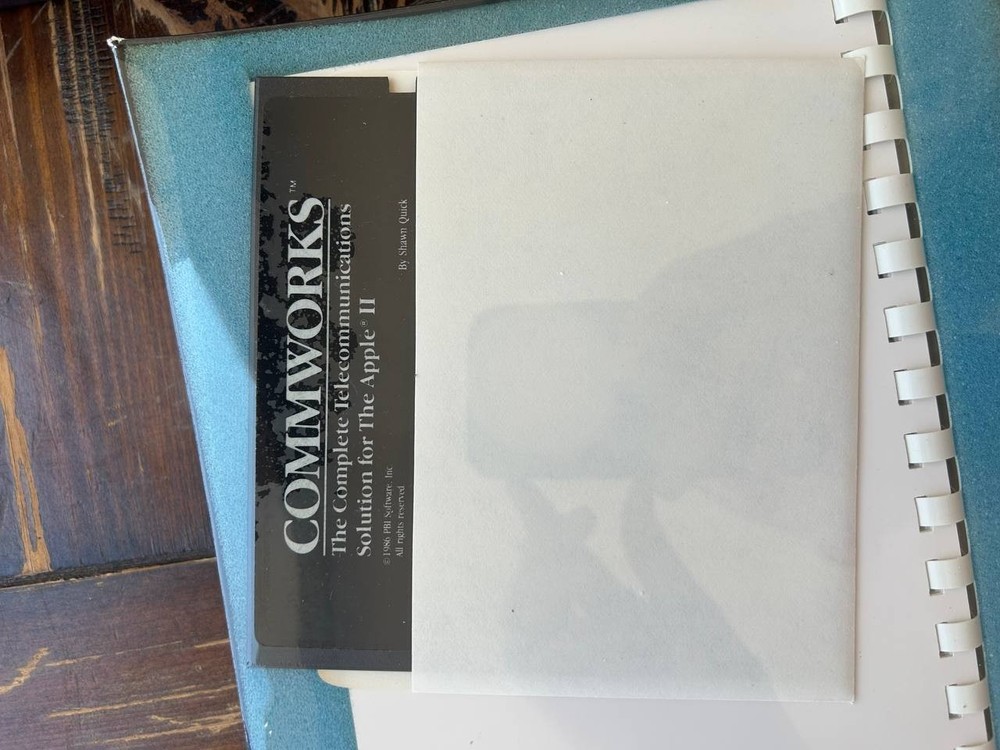 COMMWORKS™
The Complete Telecommunications
Solution for The Apple® II
© 1986 PBI Software, Inc
All rights reserved
By Shawn Quick